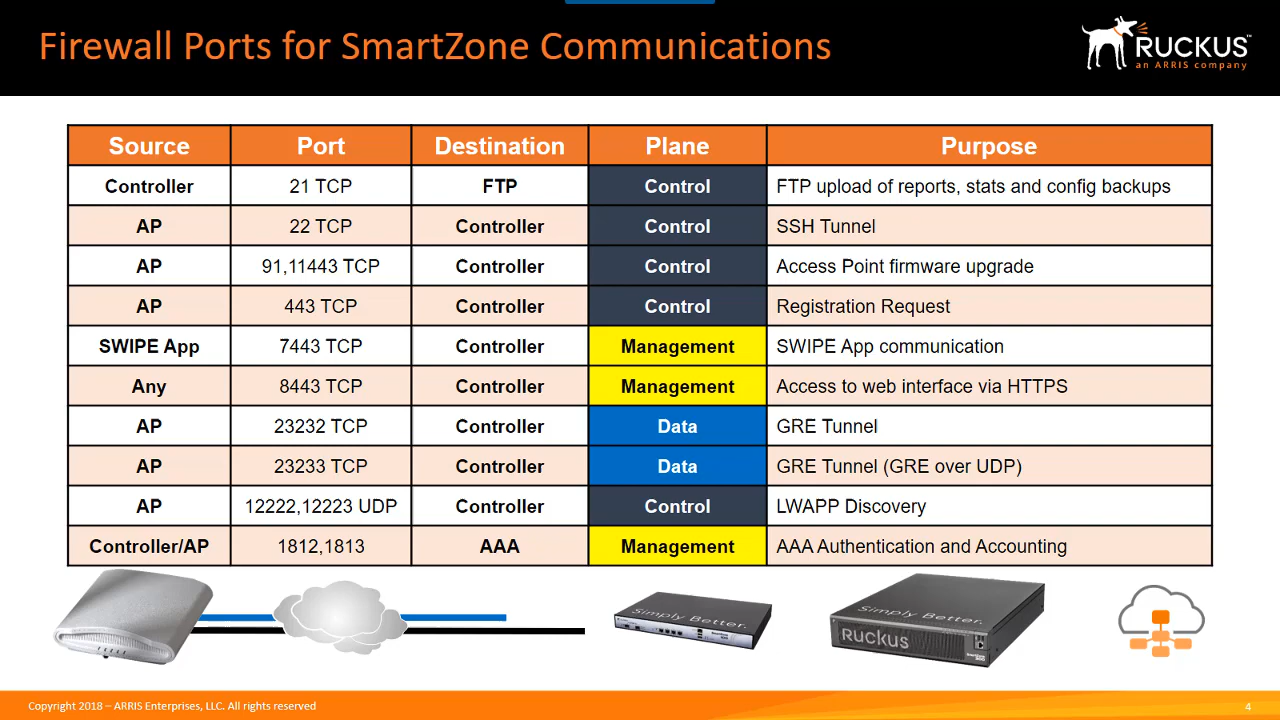 Firewall Ports for SmartZone Communications
RUCKUS™
an ARRIS company
Source Port Destination Plane Purpose
Controller 21 TCP FTP Control FTP upload of reports, stats and config backups
AP 22 TCP Controller Control SSH Tunnel
AP 91,11443 TCP Controller Control Access Point firmware upgrade
AP 443 TCP Controller Control Registration Request
SWIPE App 7443 TCP Controller Management SWIPE App communication
Any 8443 TCP Controller Management Access to web interface via HTTPS
AP 23232 TCP Controller Data GRE Tunnel
AP 23233 TCP Controller Data GRE Tunnel (GRE over UDP)
AP 12222,12223 UDP Controller Control LWAPP Discovery
Controller/AP 1812,1813 AAA Management AAA Authentication and Accounting
Simply Better.
Simply Better.
RUCKUS
Copyright 2018 – ARRIS Enterprises, LLC. All rights reserved
4